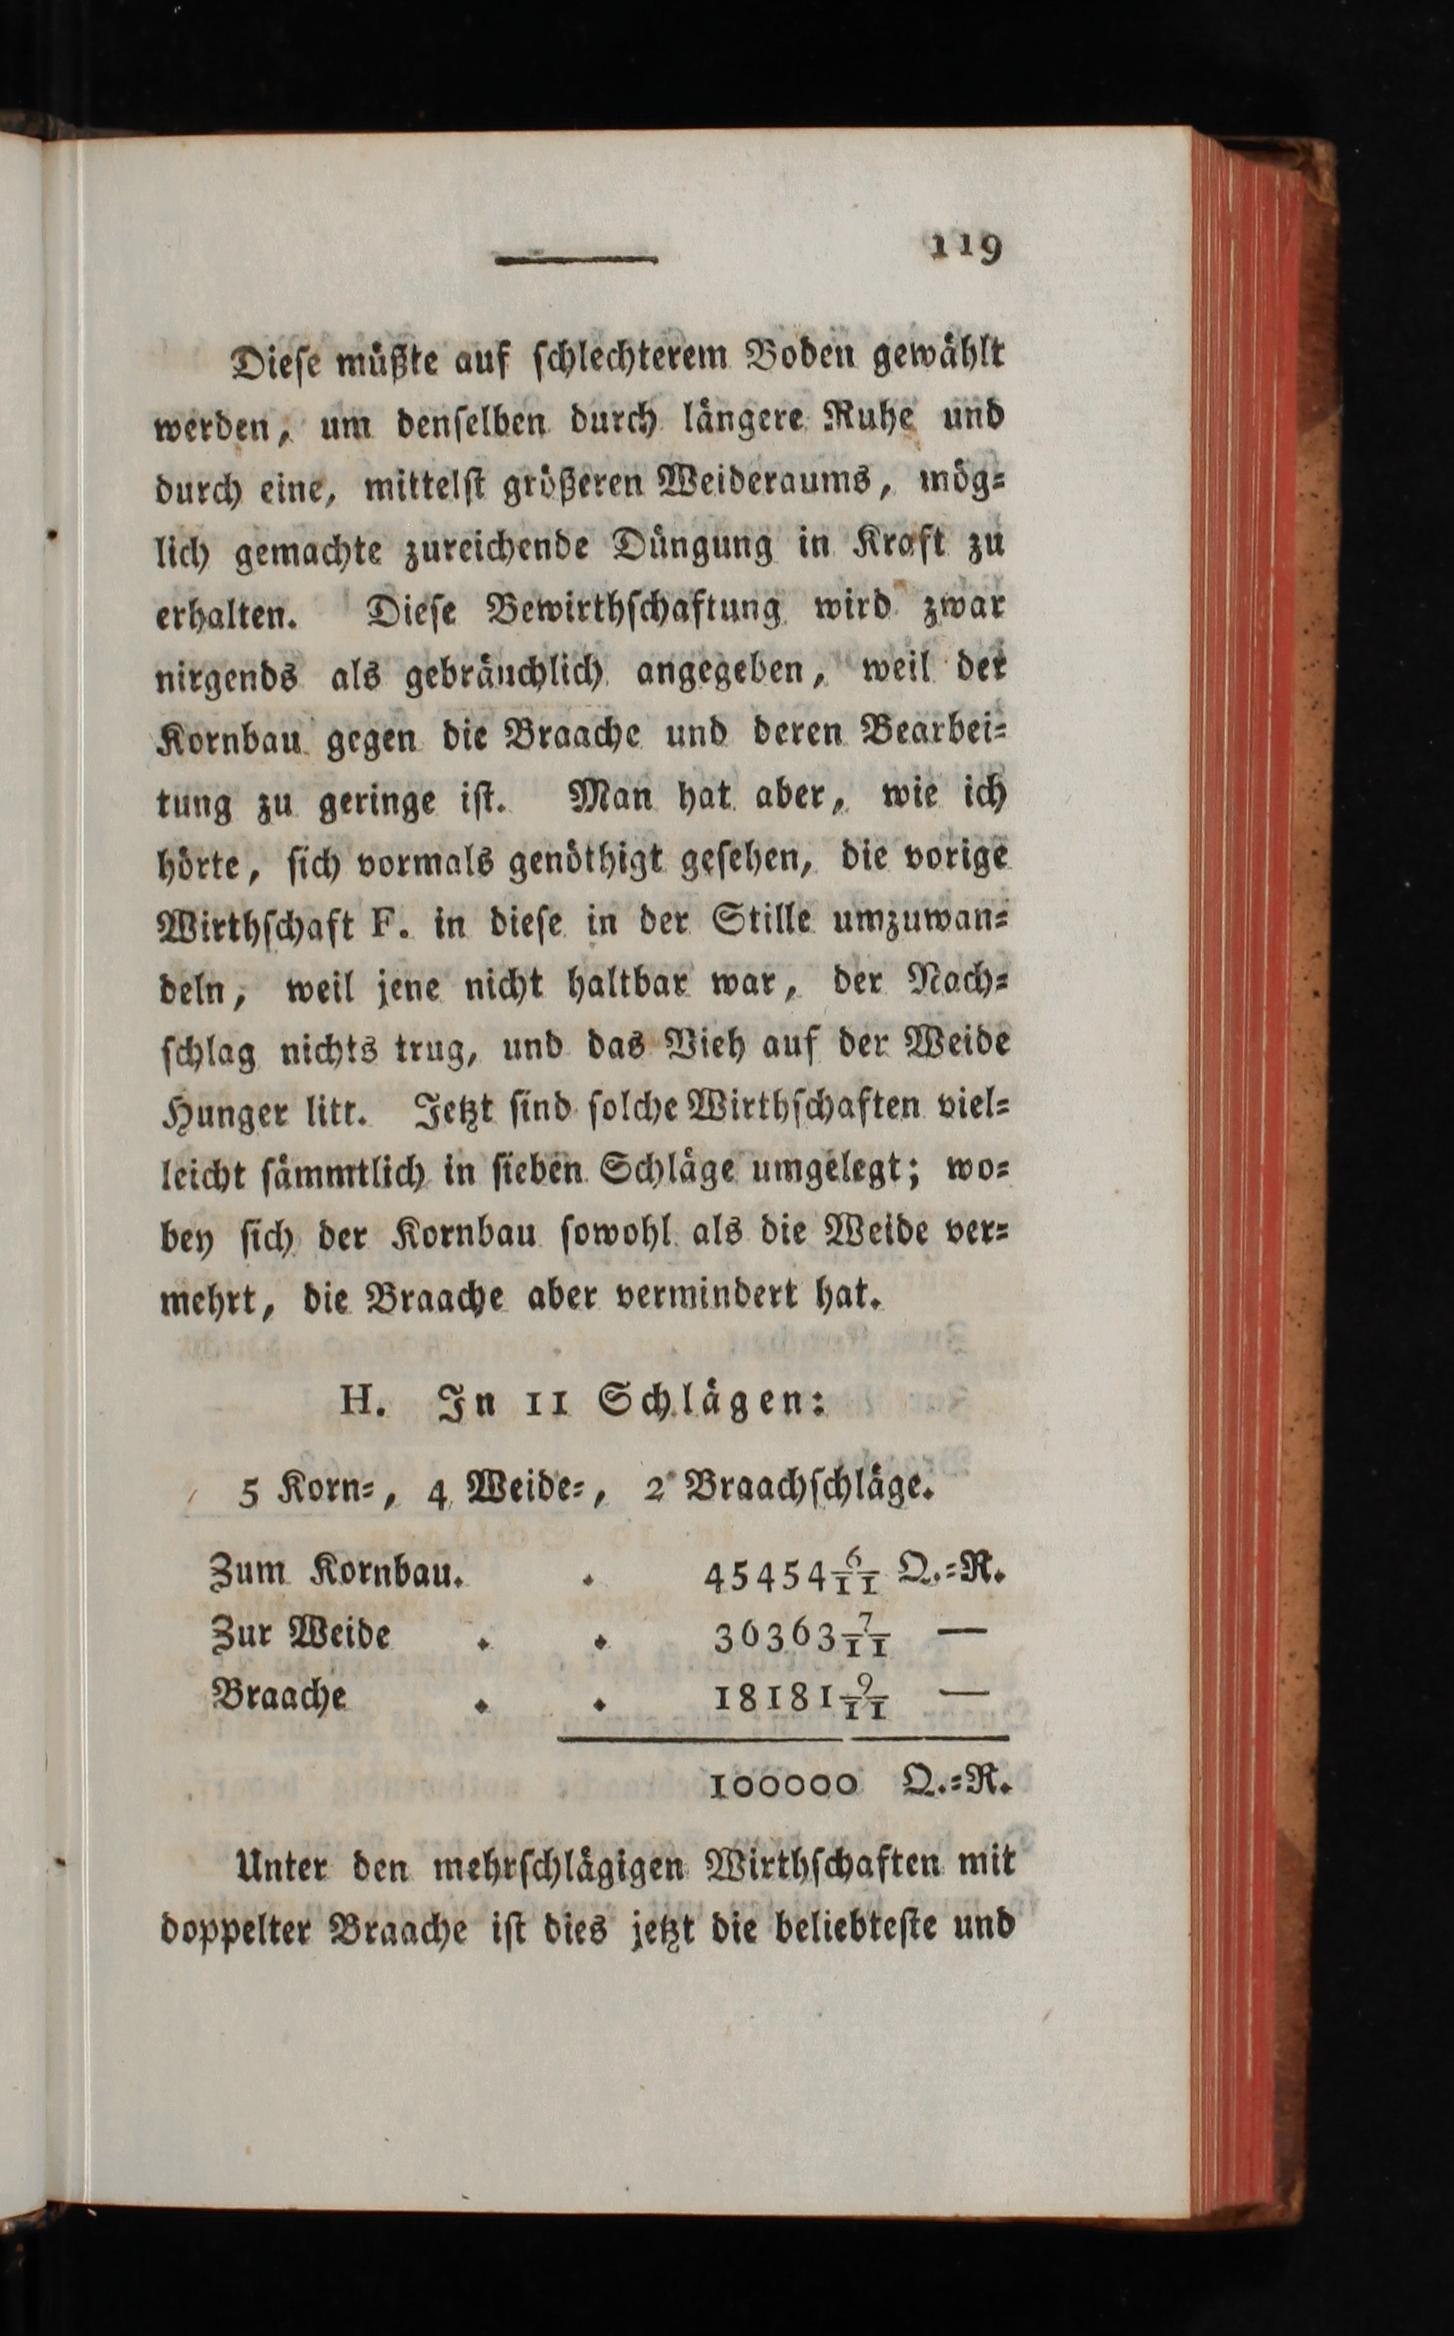 119
Dieſe müßte auf ſchlechterem Boden gewählt
werden, um denſelben durch längere Ruhe und
durch eine, mittelſt größeren Weideraums, mög⸗
lich gemachte zureichende Düngung in Kraft zu
erhalten. Dieſe Bewirthſchaftung wird zwar
nirgends als gebräuchlich angegeben, weil der
Kornbau gegen die Braache und deren Bearbei⸗
tung zu geringe iſt. Man hat aber, wie ich
hörte, ſich vormals genöthigt geſehen, die vorige
Wirthſchaft F. in dieſe in der Stille umzuwan⸗
deln, weil jene nicht haltbar war, der Nach⸗
ſchlag nichts trug, und das Vieh auf der Weide
Hunger litt. Jetzt ſind ſolche Wirthſchaften viel⸗
leicht ſämmtlich in ſieben Schläge umgelegt; wo⸗
bey ſich der Kornbau ſowohl als die Weide ver⸗
mehrt, die Braache aber vermindert hat.
H. In 11 Schlägen:
5 Korn⸗, 4 Weide⸗, 2 Braachſchläge.
Zum Kornbau. . 45454 6/11 Q.⸗R.
Zur Weide . . 36363 7/11 —
Braache . . 18181 9/11 —
100000 Q.⸗R.
Unter den mehrſchlägigen Wirthſchaften mit
doppelter Braache iſt dies jetzt die beliebteſte und